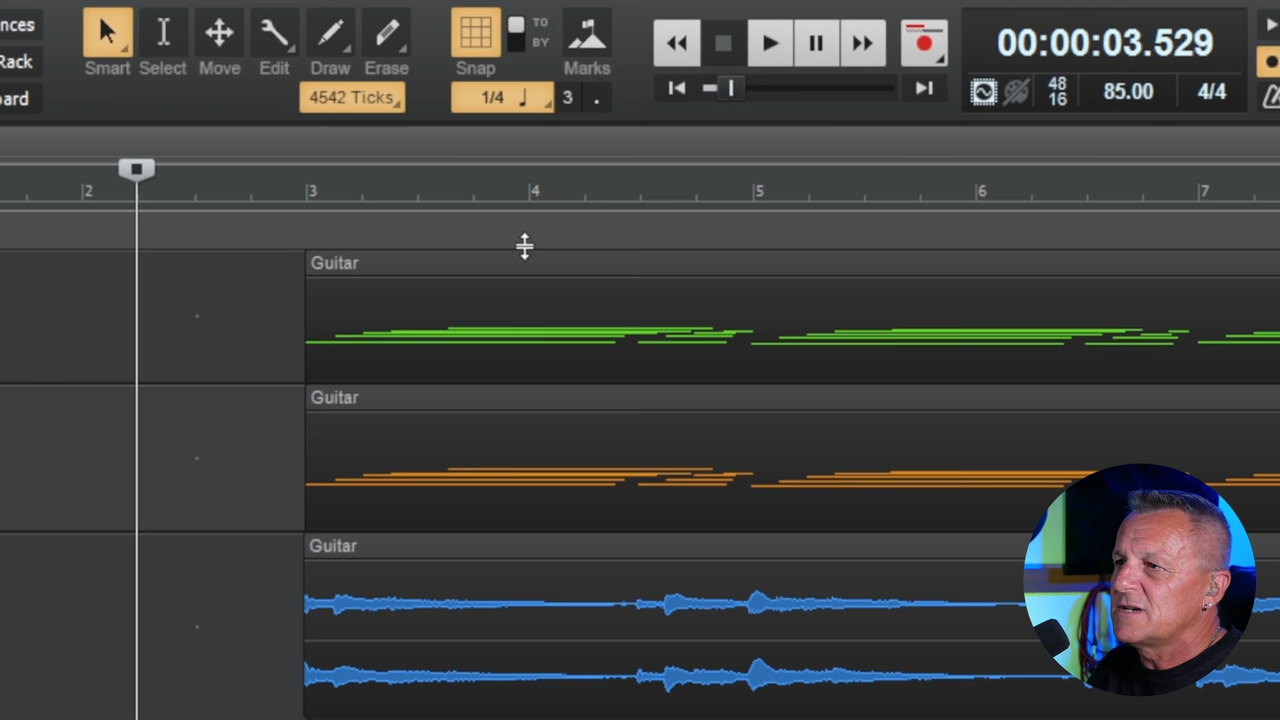 nces
Rack
oard
Smart Select Move Edit Draw Erase
4542 Ticks
Snap TO BY Marks
1/4 3 .
00:00:03.529
48 16 85.00 4/4
2 3 4 5 6 7
Guitar
Guitar
Guitar